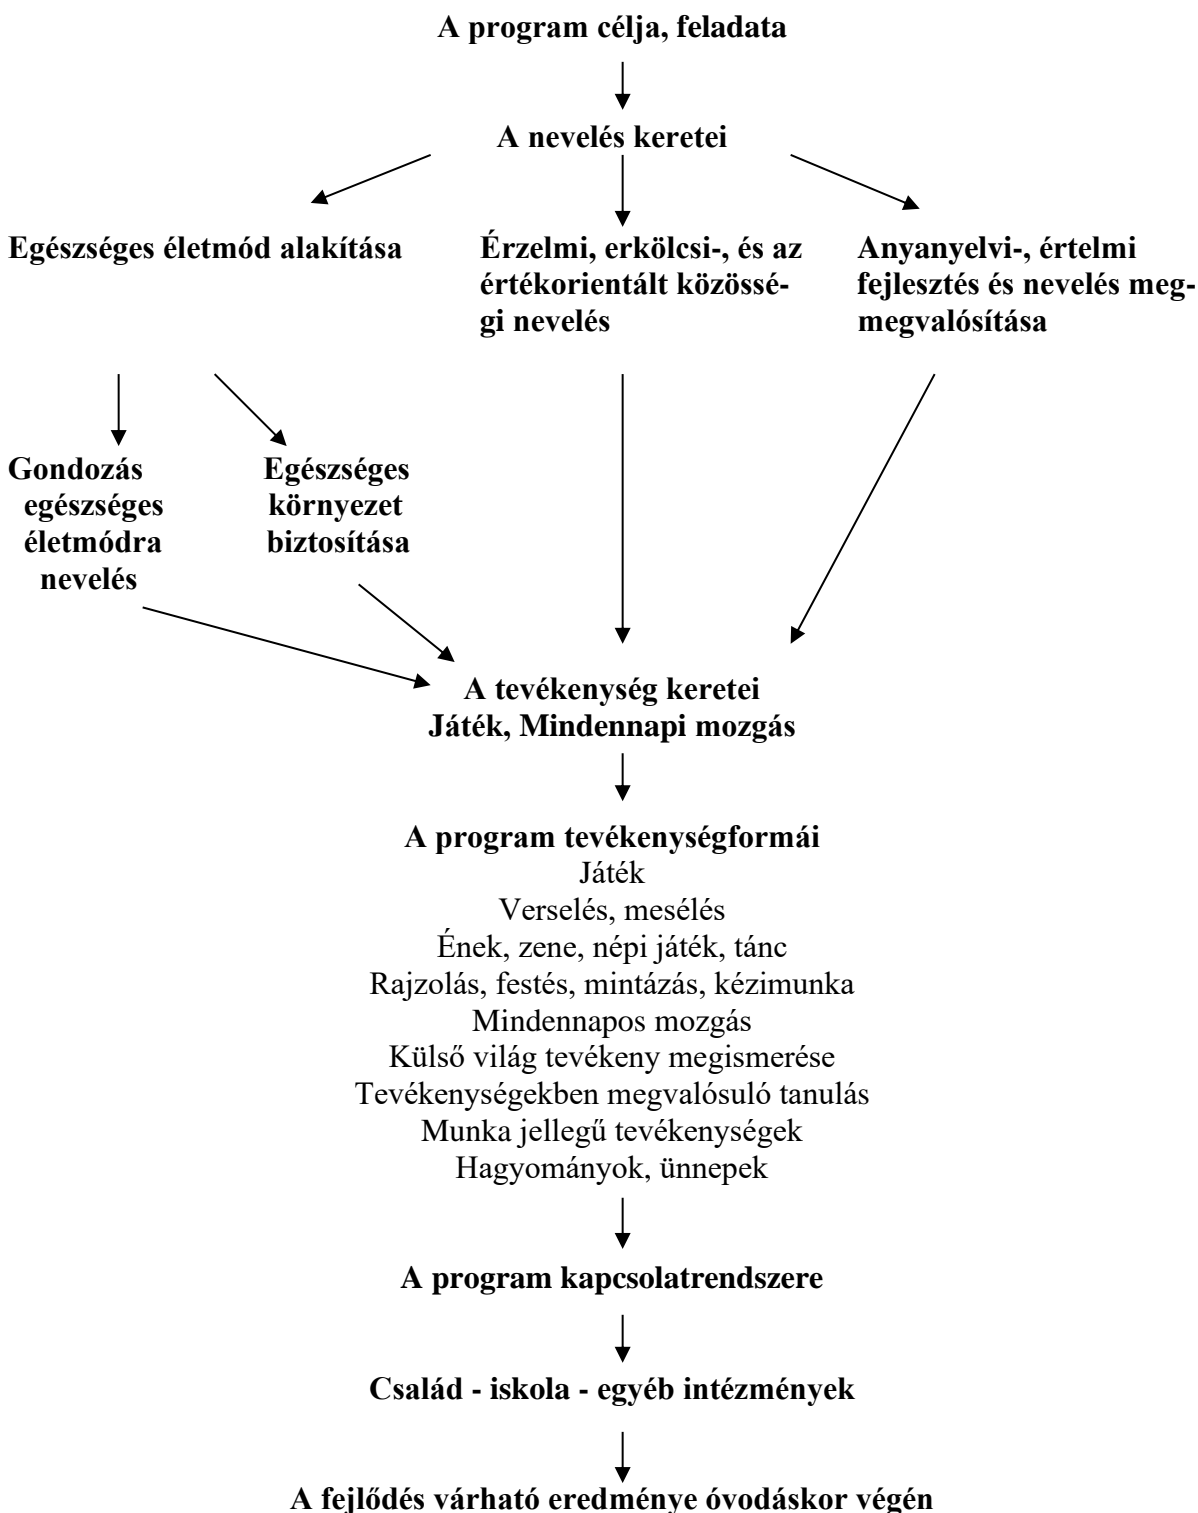 A program célja, feladata
A nevelés keretei
Egészséges életmód alakítása
Érzelmi, erkölcsi-, és az
értékorientált közössé-
gi nevelés
Anyanyelvi-, értelmi
fejlesztés és nevelés meg-
megvalósítása
Gondozás
egészséges
életmódra
nevelés
Egészséges
környezet
biztosítása
A tevékenység keretei
Játék, Mindennapi mozgás
A program tevékenységformái
Játék
Verselés, mesélés
Ének, zene, népi játék, tánc
Rajzolás, festés, mintázás, kézimunka
Mindennapos mozgás
Külső világ tevékeny megismerése
Tevékenységekben megvalósuló tanulás
Munka jellegű tevékenységek
Hagyományok, ünnepek
A program kapcsolatrendszere
Család - iskola - egyéb intézmények
A fejlődés várható eredménye óvodáskor végén